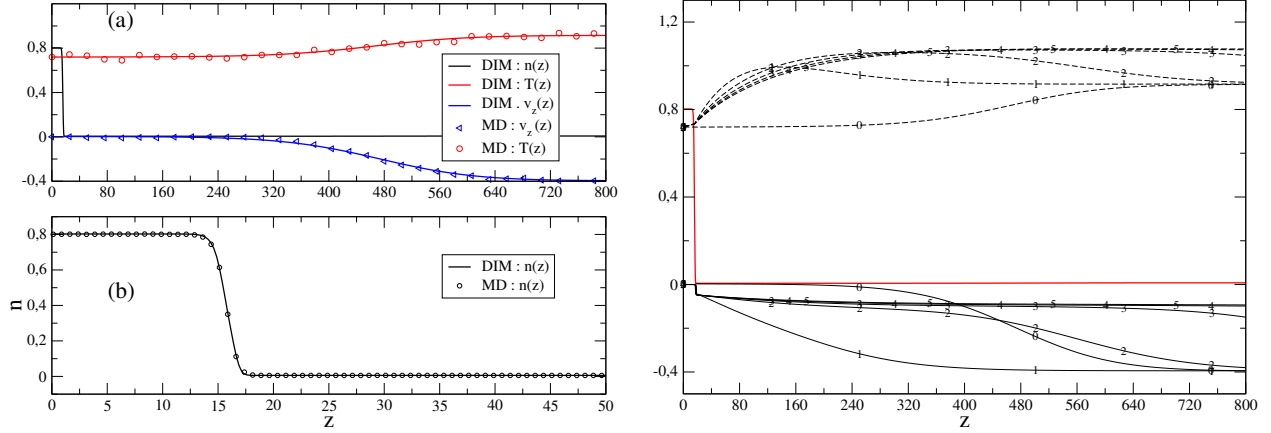 (a)
0,8
0,4
0
-0,4
DIM : n(z)
DIM : T(z)
DIM . v_z(z)
MD : v_z(z)
MD : T(z)
0 80 160 240 320 400 480 560 640 720 800
n
0,8
0,6
0,4
0,2
0
(b)
DIM : n(z)
MD : n(z)
0 5 10 15 20 25 30 35 40 45 50
z
1,2
0,8
0,4
0
-0,4
0 80 160 240 320 400 480 560 640 720 800
z